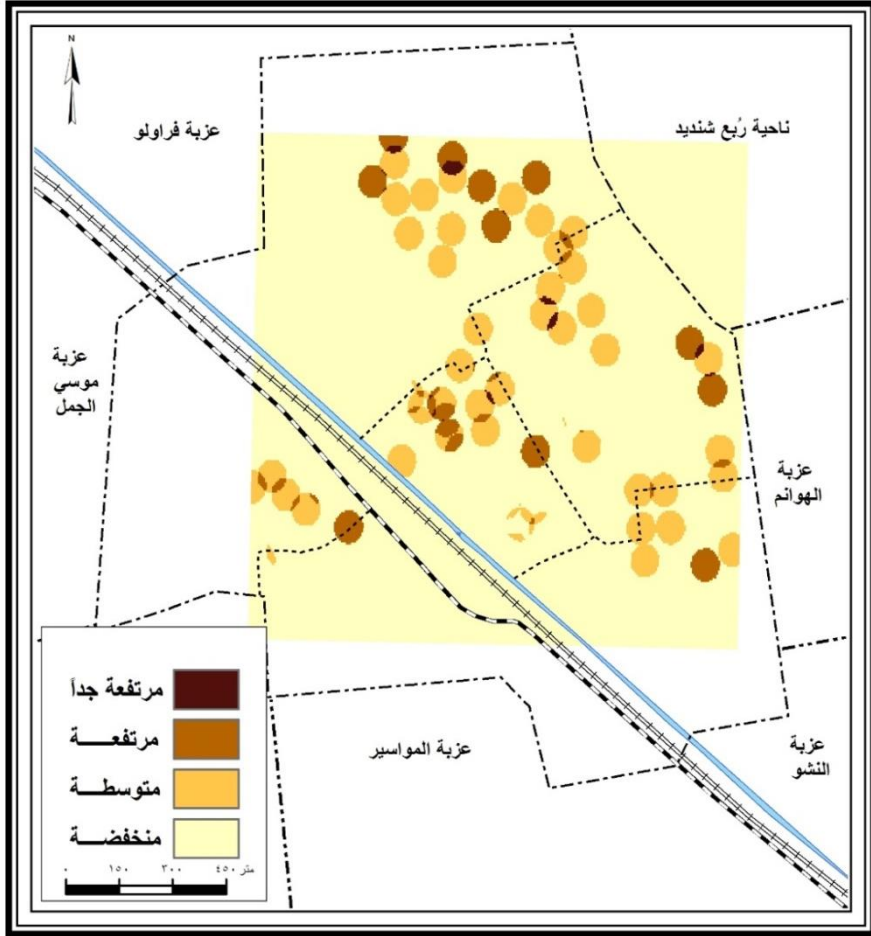 N
ناحية رُبع شنديد
عزبة فراولو
عزبة
موسي
الجمل
عزبة
الهوانم
عزبة المواسير
عزبة
النشو
مرتفعة جداً
مرتفعـــــة
متوسطـــة
منخفضـــة
٠ ١٥٠ ٣٠٠ ٤٥٠ متر